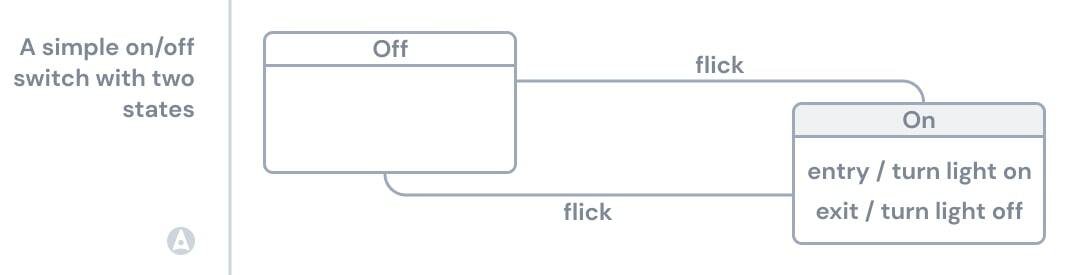 A simple on/off
switch with two
states
Off
flick
On
entry / turn light on
exit / turn light off
flick